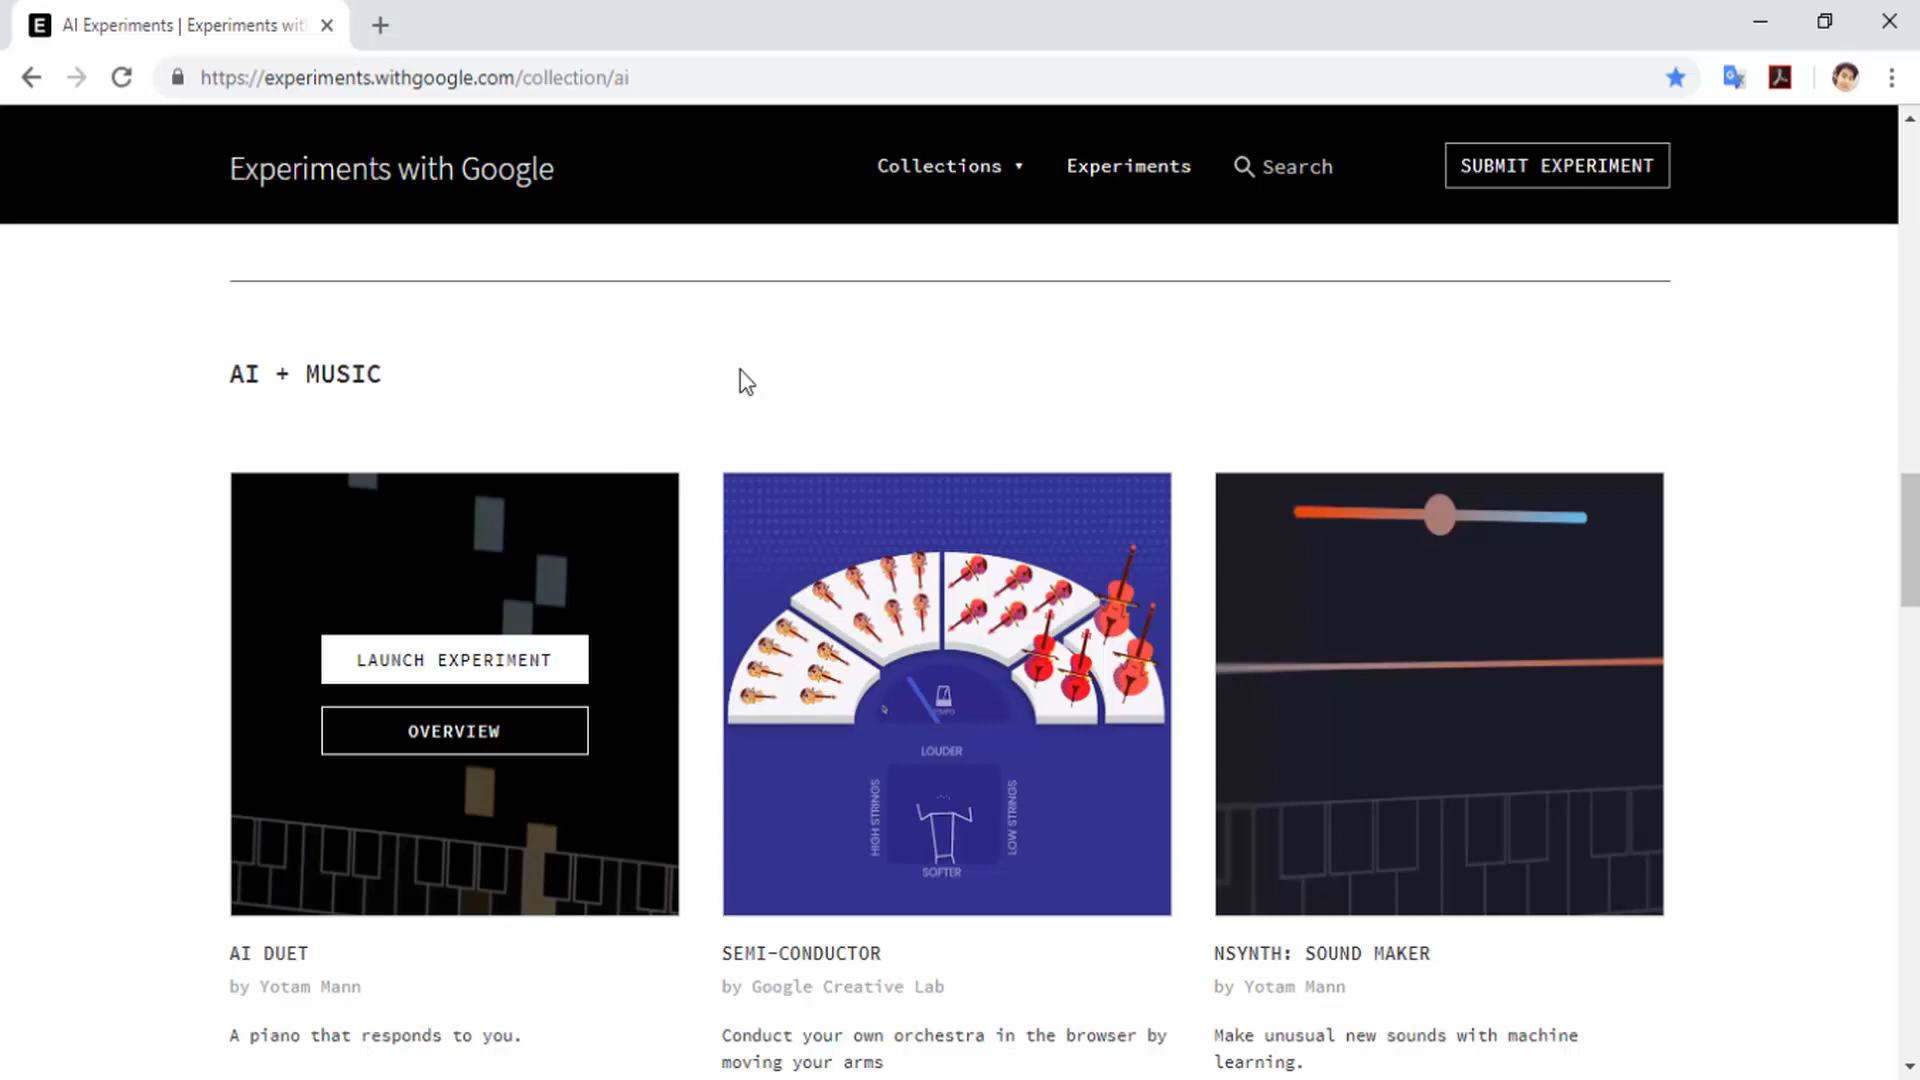 AI Experiments | Experiments wit
https://experiments.withgoogle.com/collection/ai
Experiments with Google
Collections ▾
Experiments
Search
SUBMIT EXPERIMENT
AI + MUSIC
LAUNCH EXPERIMENT
OVERVIEW
LOUDER
HIGH STRINGS
LOW STRINGS
SOFTER
AI DUET
by Yotam Mann
A piano that responds to you.
SEMI-CONDUCTOR
by Google Creative Lab
Conduct your own orchestra in the browser by
moving your arms
NSYNTH: SOUND MAKER
by Yotam Mann
Make unusual new sounds with machine
learning.